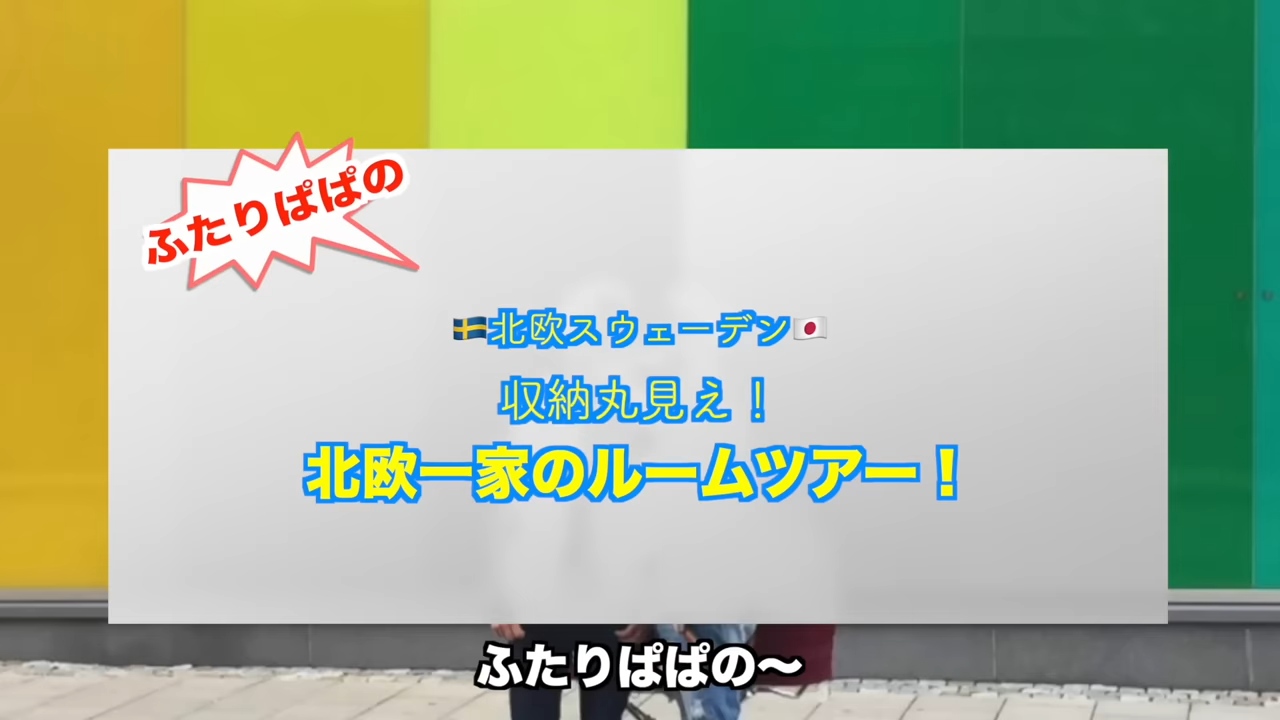 ふたりぱぱの
🇸🇪北欧スウェーデン🇯🇵
収納丸見え！
北欧一家のルームツアー！
ふたりぱぱの〜